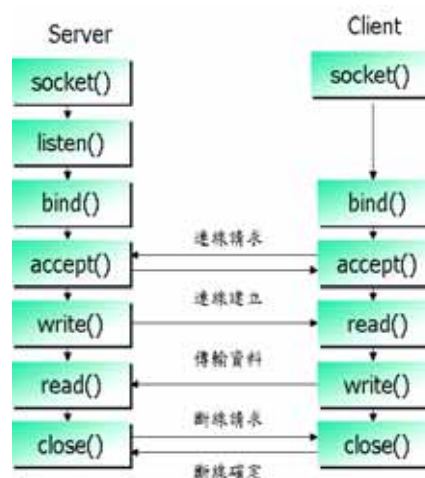 Server
Client
socket()
socket()
listen()
bind()
bind()
連線請求
accept()
accept()
連線建立
write()
read()
傳輸資料
read()
write()
斷線請求
close()
close()
斷線確定